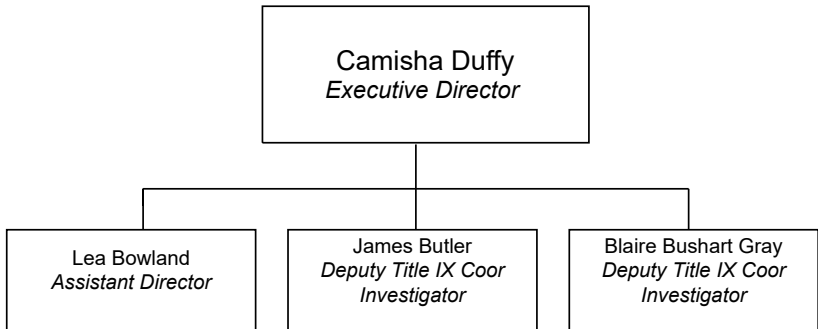 Camisha Duffy
Executive Director
Lea Bowland
Assistant Director
James Butler
Deputy Title IX Coor
Investigator
Blaire Bushart Gray
Deputy Title IX Coor
Investigator